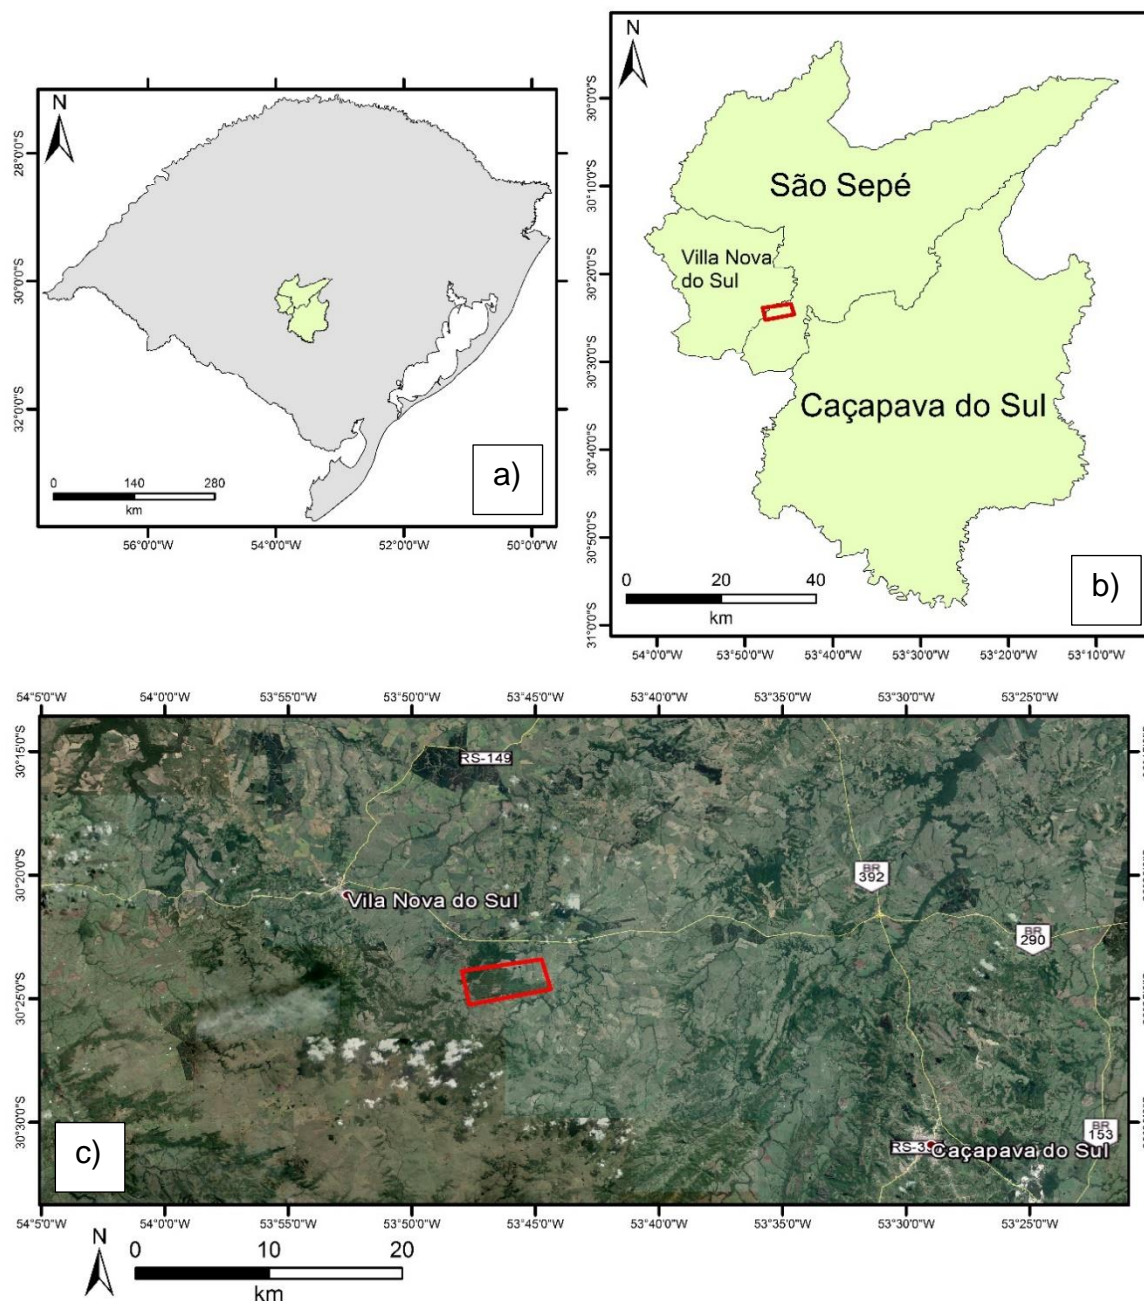 N
28°0'0"S
30°0'0"S
32°0'0"S
0 140 280
km
a)
56°0'0"W 54°0'0"W 52°0'0"W 50°0'0"W
N
30°0'0"S
30°10'0"S
30°20'0"S
30°30'0"S
30°40'0"S
30°50'0"S
31°0'0"S
São Sepé
Villa Nova
do Sul
Caçapava do Sul
0 20 40
km
b)
54°0'0"W 53°50'0"W 53°40'0"W 53°30'0"W 53°20'0"W 53°10'0"W
54°5'0"W 54°0'0"W 53°55'0"W 53°50'0"W 53°45'0"W 53°40'0"W 53°35'0"W 53°30'0"W 53°25'0"W
30°15'0"S
30°20'0"S
30°25'0"S
30°30'0"S
RS-149
BR
392
Vila Nova do Sul
BR
290
BR
153
Caçapava do Sul
c)
54°5'0"W 54°0'0"W 53°55'0"W 53°50'0"W 53°45'0"W 53°40'0"W 53°35'0"W 53°30'0"W 53°25'0"W
N
0 10 20
km